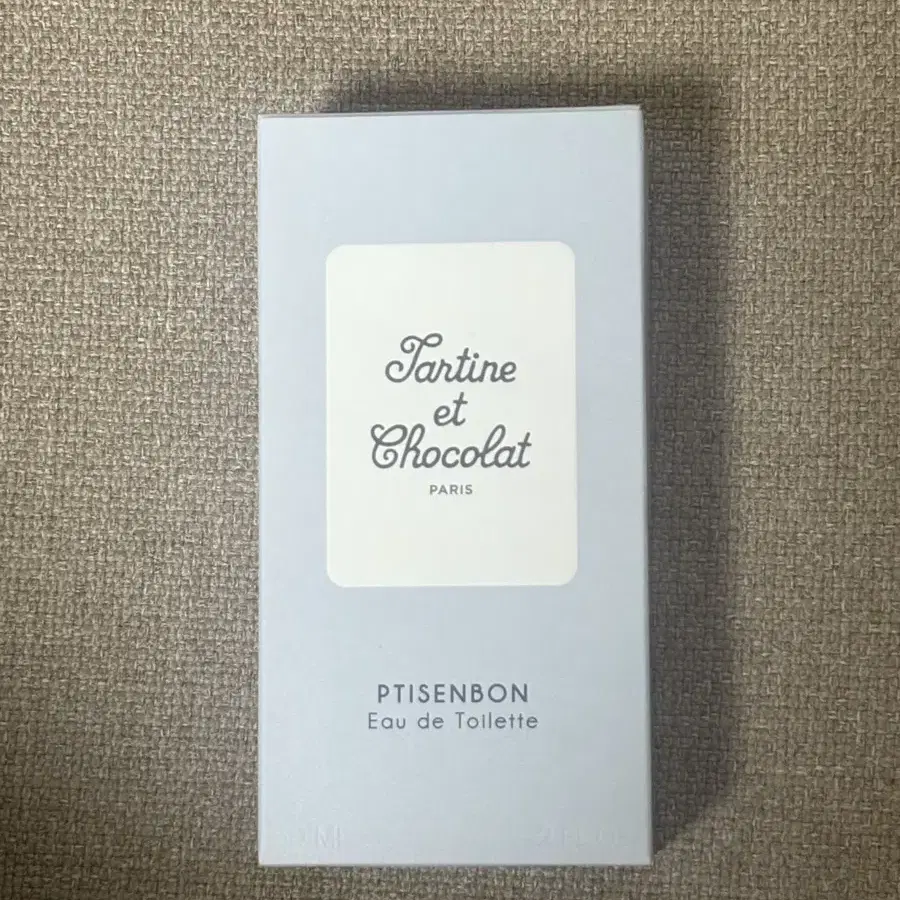 Tartine
et
Chocolat
PARIS
PTISENBON
Eau de Toilette